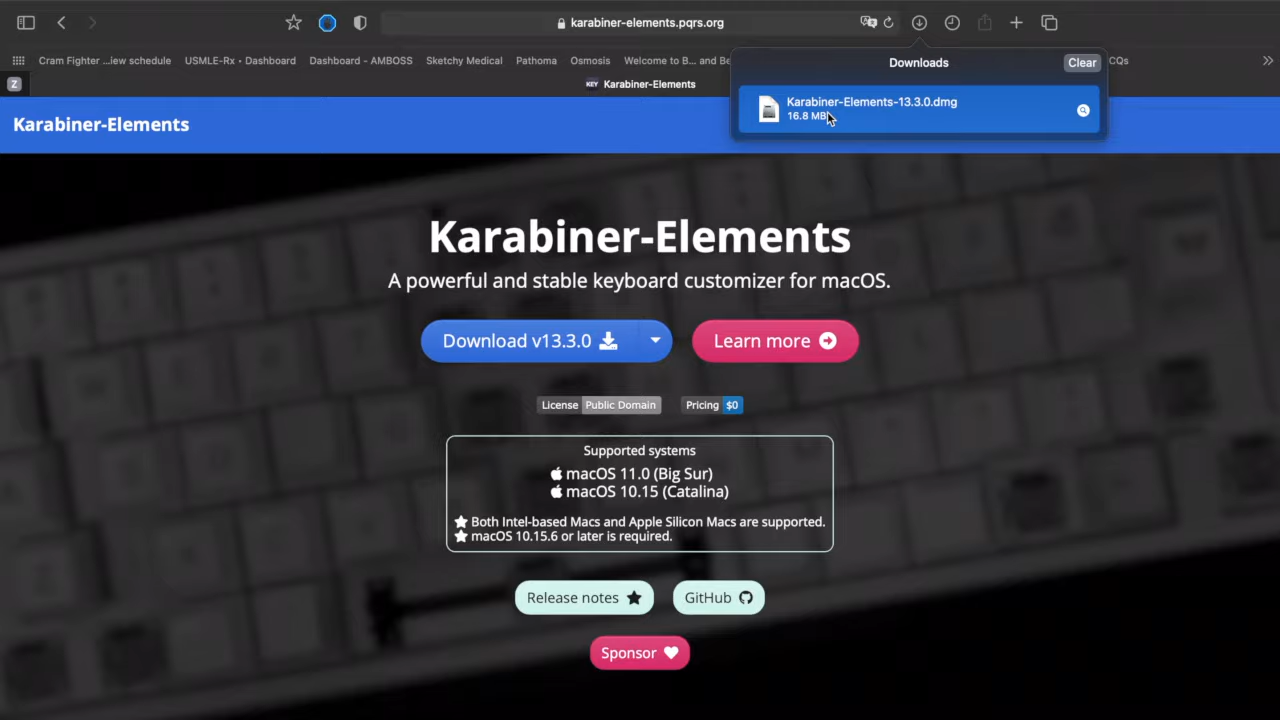 karabiner-elements.pqrs.org
Cram Fighter ...iew schedule
USMLE-Rx • Dashboard
Dashboard - AMBOSS
Sketchy Medical
Pathoma
Osmosis
Welcome to B... and Be
CQs
Z
KEY Karabiner-Elements
Downloads
Clear
Karabiner-Elements-13.3.0.dmg
16.8 MB
Karabiner-Elements
Karabiner-Elements
A powerful and stable keyboard customizer for macOS.
Download v13.3.0
Learn more
License Public Domain
Pricing $0
Supported systems
macOS 11.0 (Big Sur)
macOS 10.15 (Catalina)
Both Intel-based Macs and Apple Silicon Macs are supported.
macOS 10.15.6 or later is required.
Release notes
GitHub
Sponsor